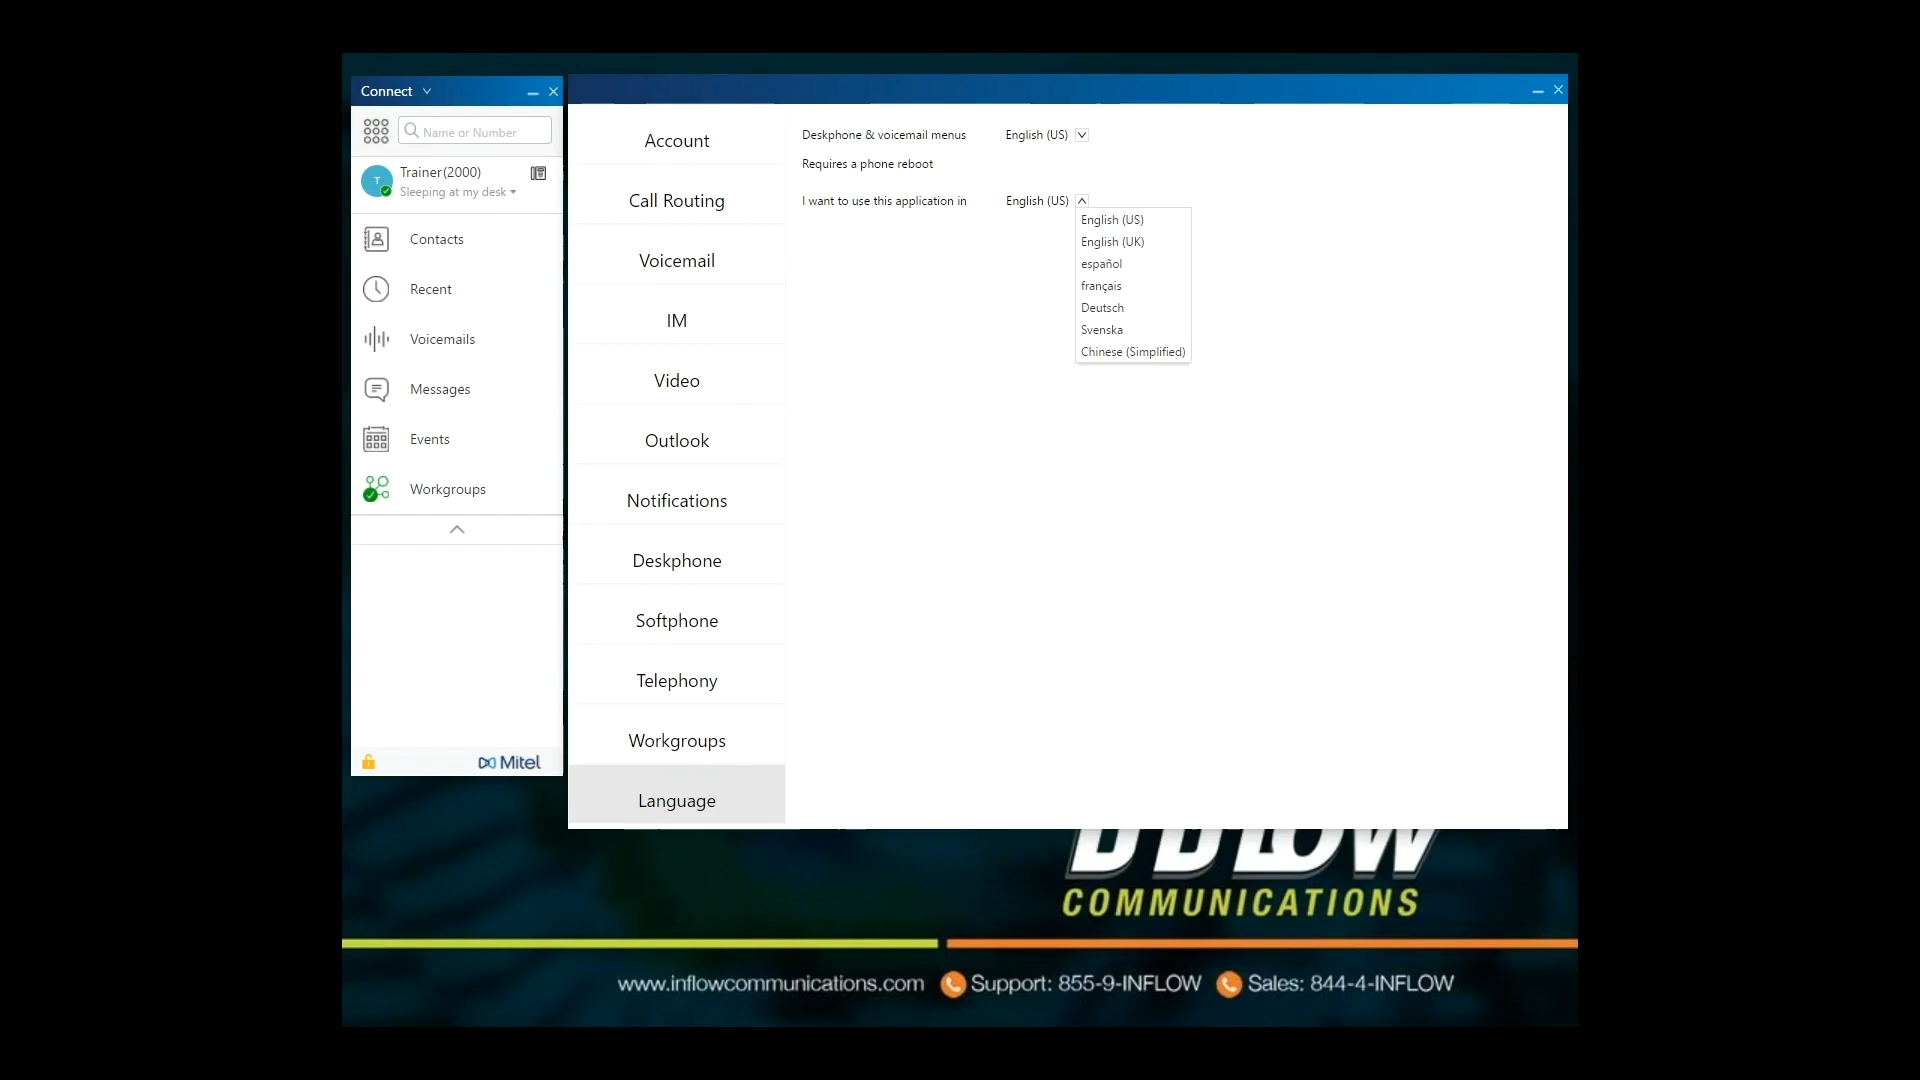 Connect
Name or Number
T
Trainer(2000)
Sleeping at my desk
Contacts
Recent
Voicemails
Messages
Events
Workgroups
Mitel
Account
Call Routing
Voicemail
IM
Video
Outlook
Notifications
Deskphone
Softphone
Telephony
Workgroups
Language
Deskphone & voicemail menus English (US)
Requires a phone reboot
I want to use this application in English (US)
English (US)
English (UK)
español
français
Deutsch
Svenska
Chinese (Simplified)
COMMUNICATIONS
www.inflowcommunications.com Support: 855-9-INFLOW Sales: 844-4-INFLOW